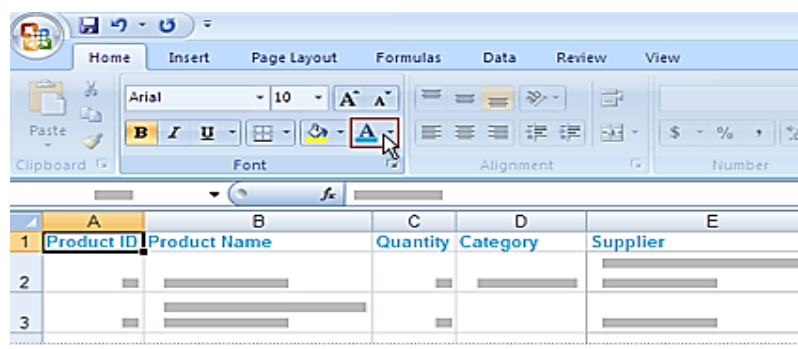 Home Insert Page Layout Formulas Data Review View
Arial 10 A A
Paste B I U A $ % ,
Clipboard Font Alignment Number
fx
A B C D E
1 Product ID Product Name Quantity Category Supplier
2
3